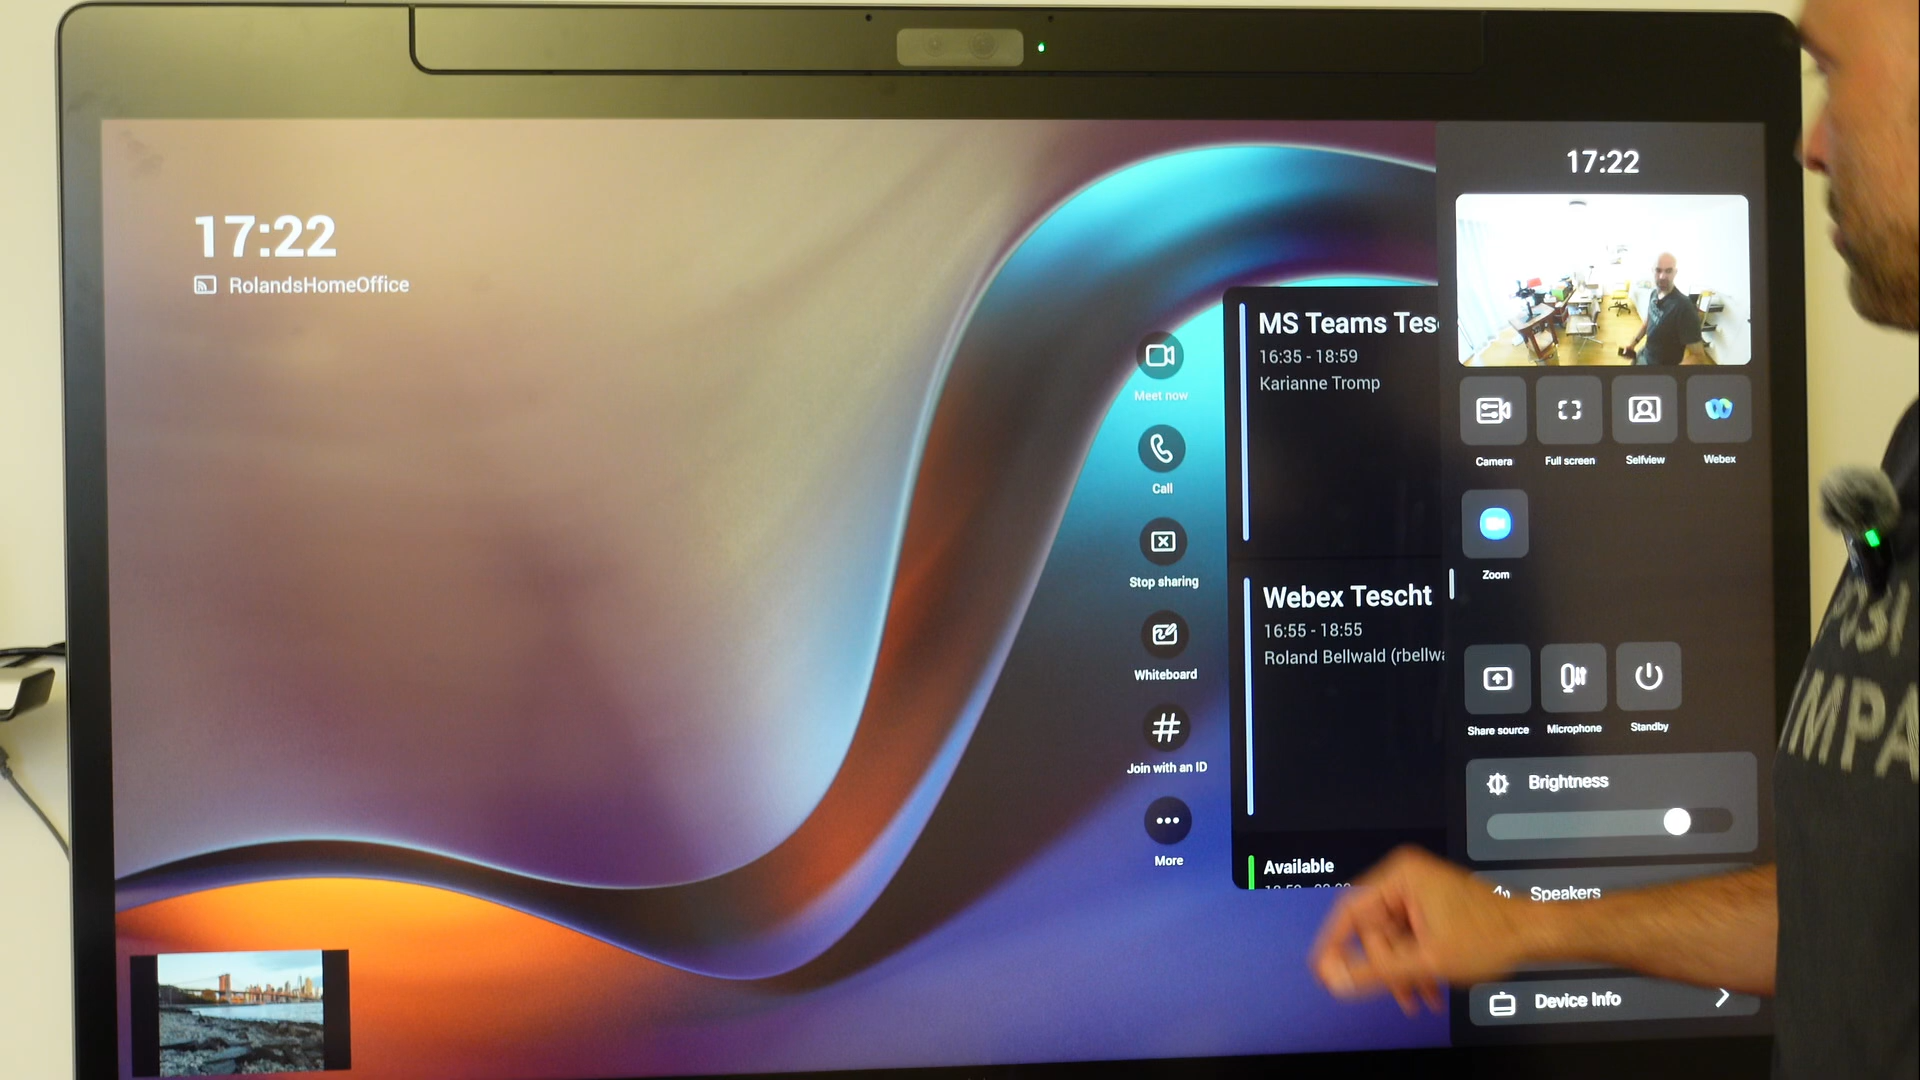 17:22
RolandsHomeOffice
Meet now
Call
Stop sharing
Whiteboard
Join with an ID
More
MS Teams Tes
16:35 - 18:59
Karianne Tromp
Webex Tescht
16:55 - 18:55
Roland Bellwald (rbellwa
Available
17:22
Camera
Full screen
Selfview
Webex
Zoom
Share source
Microphone
Standby
Brightness
Speakers
Device Info